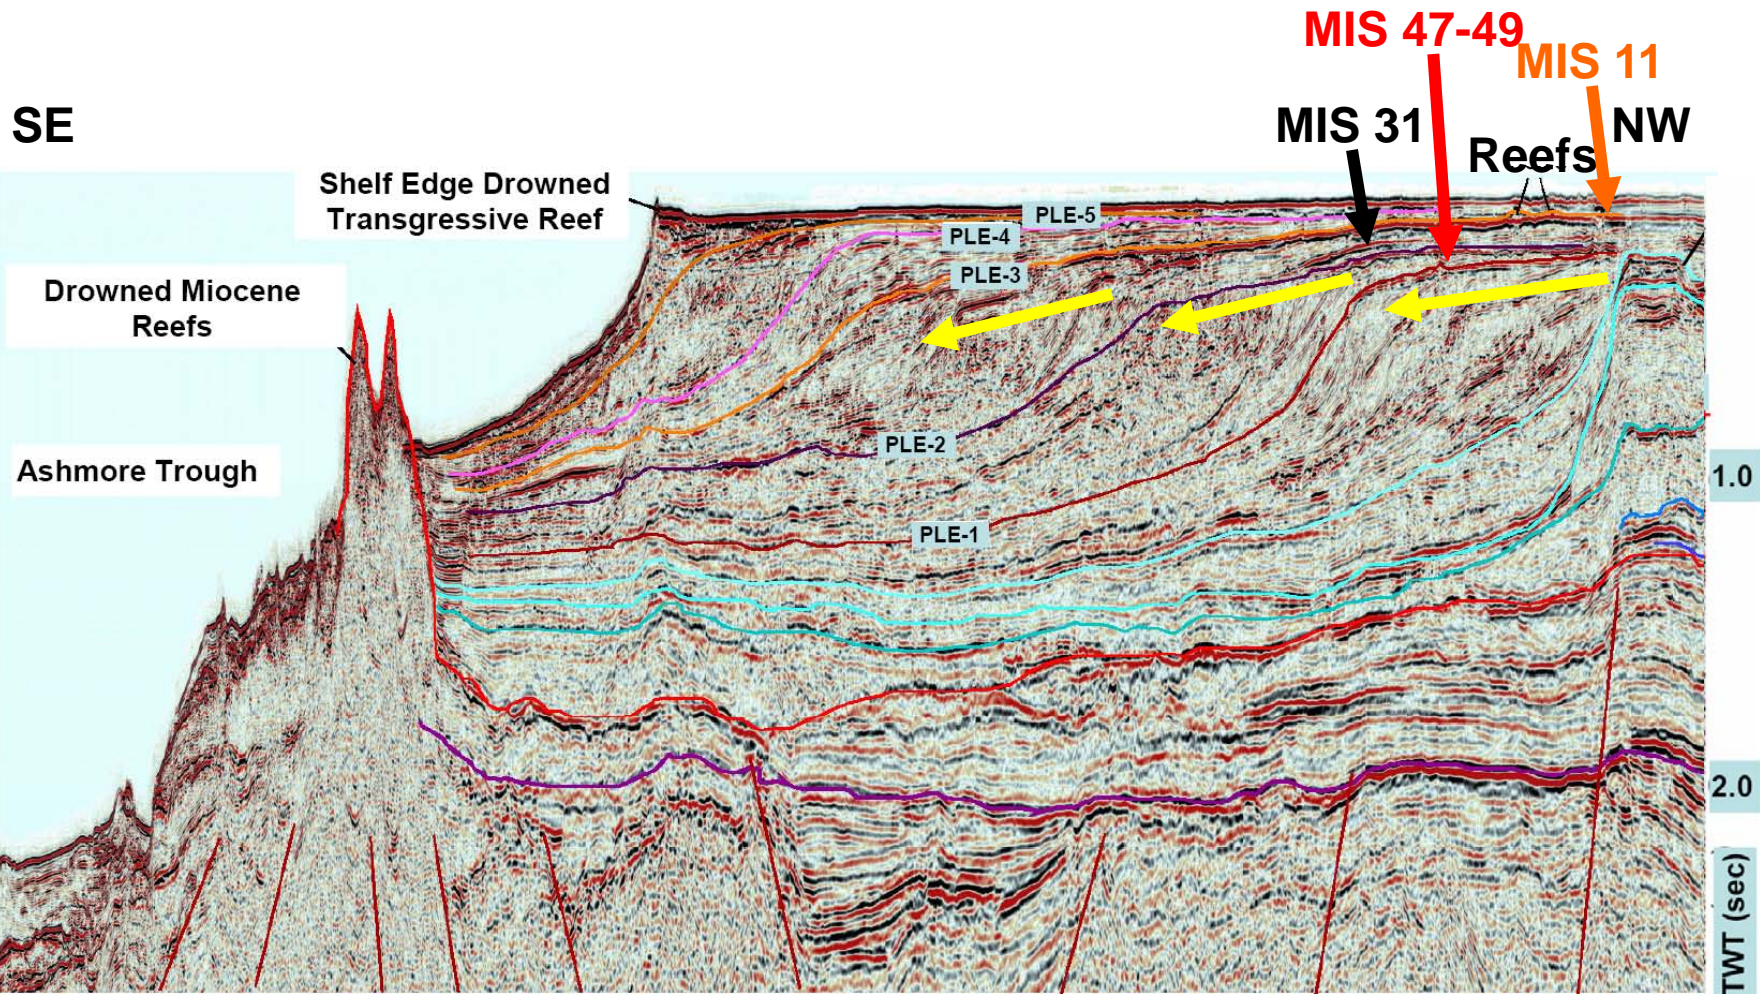 MIS 47-49
MIS 11
SE
MIS 31
NW
Reefs
Shelf Edge Drowned
Transgressive Reef
PLE-5
PLE-4
PLE-3
Drowned Miocene
Reefs
PLE-2
Ashmore Trough
1.0
PLE-1
2.0
TWT (sec)